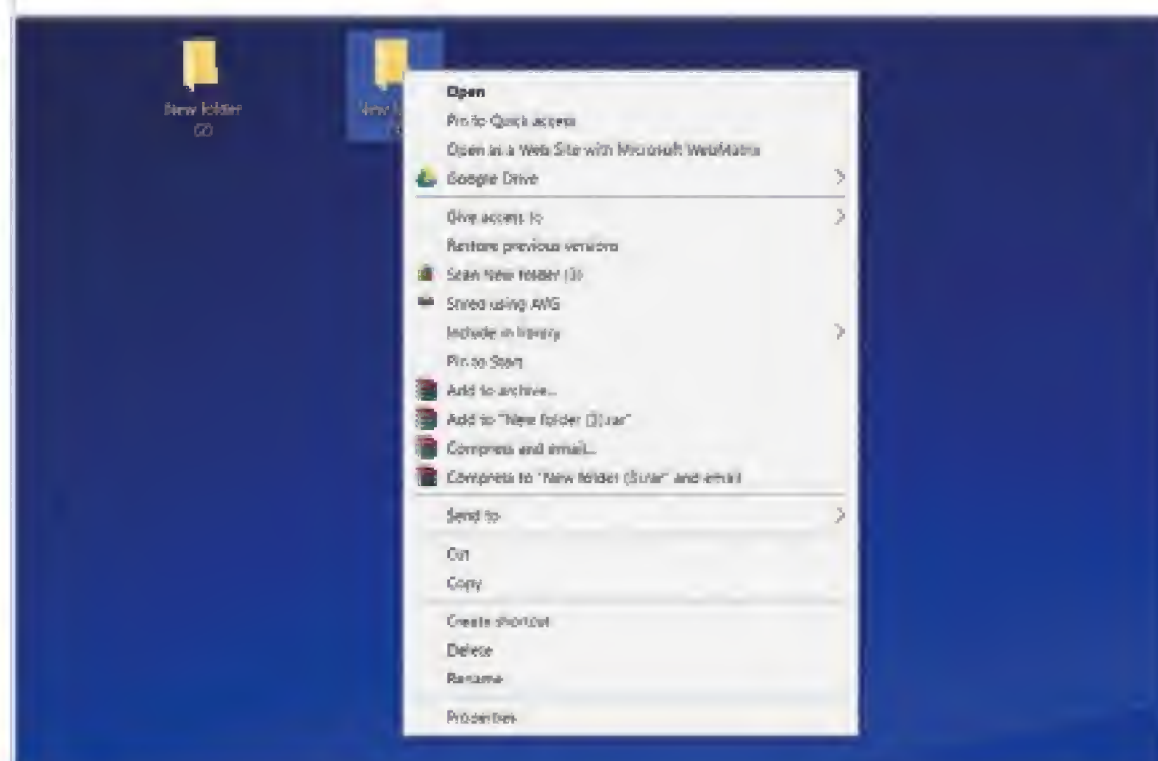 New folder
New
Open
Pin to Quick access
Open as a Web Site with Microsoft WebMatrix
Google Drive
Give access to
Restore previous versions
Scan New folder (3)
Shred using AVG
Include in library
Pin to Start
Add to archive...
Add to "New folder (3).rar"
Compress and email...
Compress to "New folder (3).rar" and email
Send to
Cut
Copy
Create shortcut
Delete
Rename
Properties